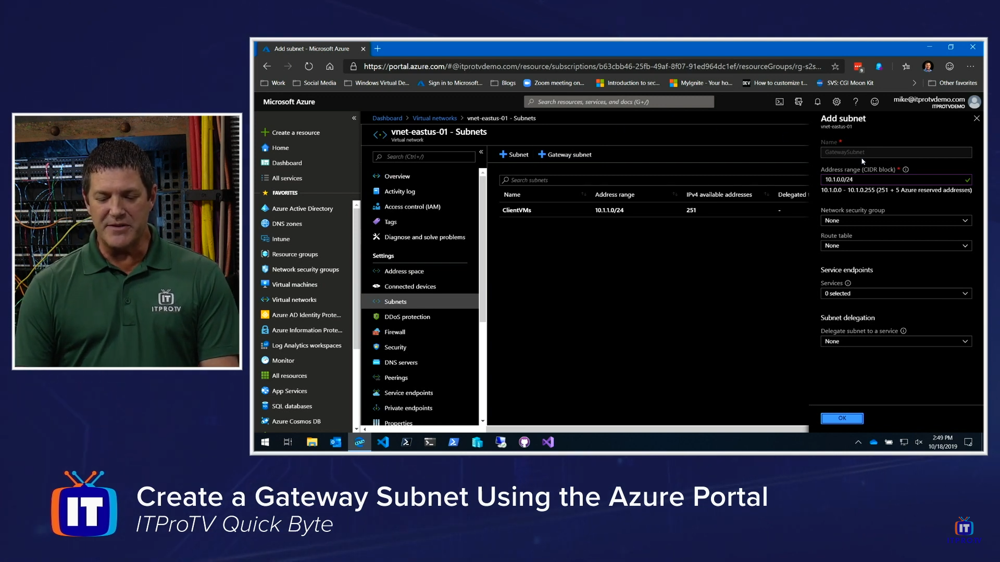 Add subnet - Microsoft Azure
https://portal.azure.com/#@itprotvdemo.com/resource/subscriptions/b63cbb46-25fb-49af-8f07-91ed964dc1ef/resourceGroups/rg-s2s...
9
Work
Social Media
Windows Virtual De...
Sign in to Microsoft...
Blogs
Zoom meeting on...
Introduction to sec...
MyIgnite - Your ho...
DEV
How to customize t...
SVS: CGI Moon Kit
Other favorites
Microsoft Azure
Search resources, services, and docs (G+/)
mike@itprotvdemo.com
ITPROTVDEMO
Create a resource
Home
Dashboard
All services
FAVORITES
Azure Active Directory
DNS zones
Intune
Resource groups
Network security groups
Virtual machines
Virtual networks
Azure AD Identity Prote...
Azure Information Prote...
Log Analytics workspaces
Monitor
All resources
App Services
SQL databases
Azure Cosmos DB
Dashboard > Virtual networks > vnet-eastus-01 - Subnets
vnet-eastus-01 - Subnets
Virtual network
Search (Ctrl+/)
Overview
Activity log
Access control (IAM)
Tags
Diagnose and solve problems
Settings
Address space
Connected devices
Subnets
DDoS protection
Firewall
Security
DNS servers
Peerings
Service endpoints
Private endpoints
Properties
Subnet
Gateway subnet
Search subnets
Name Address range IPv4 available addresses Delegated
ClientVMs 10.1.1.0/24 251 -
Add subnet
vnet-eastus-01
Name *
GatewaySubnet
Address range (CIDR block) *
10.1.0.0/24
10.1.0.0 - 10.1.0.255 (251 + 5 Azure reserved addresses)
Network security group
None
Route table
None
Service endpoints
Services
0 selected
Subnet delegation
Delegate subnet to a service
None
OK
2:49 PM
10/18/2019
IT
ITPRO.TV
IT
Create a Gateway Subnet Using the Azure Portal
ITProTV Quick Byte
IT
ITPROTV